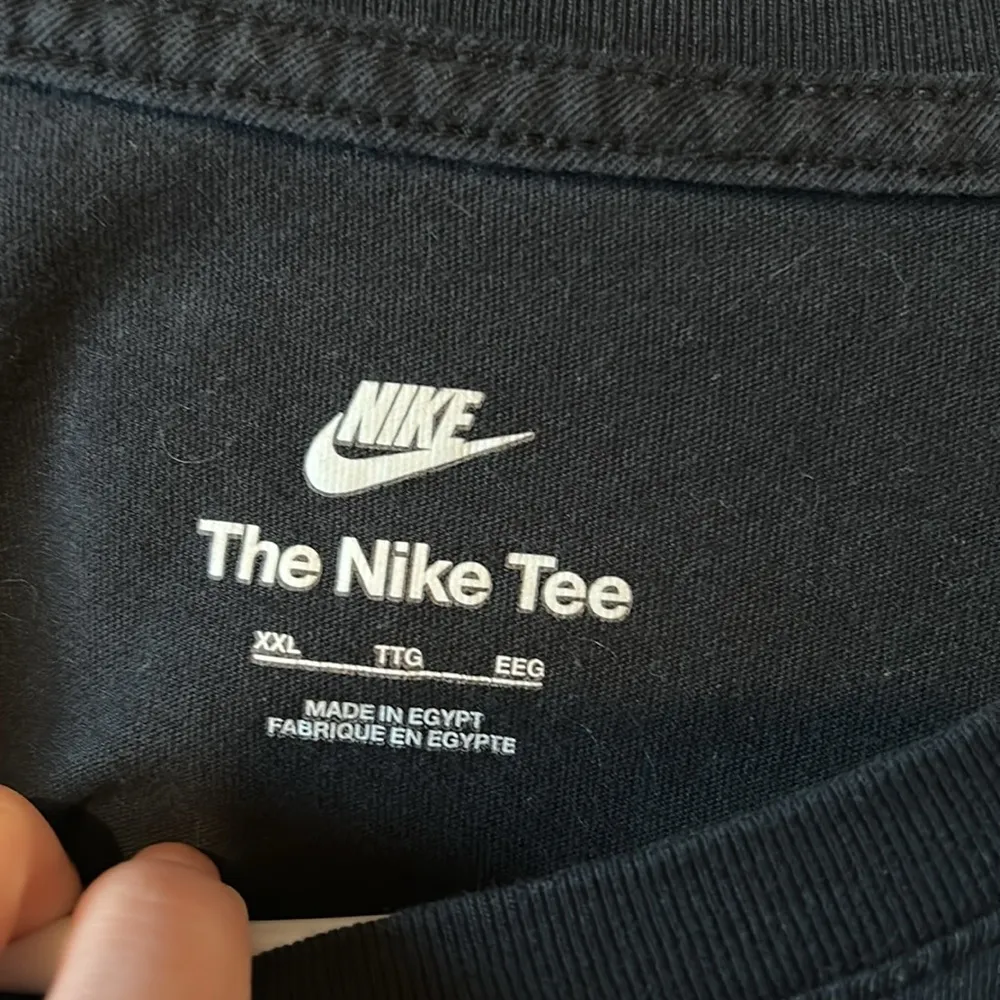 NIKE
The Nike Tee
XXL TTG EEG
MADE IN EGYPT
FABRIQUE EN EGYPTE